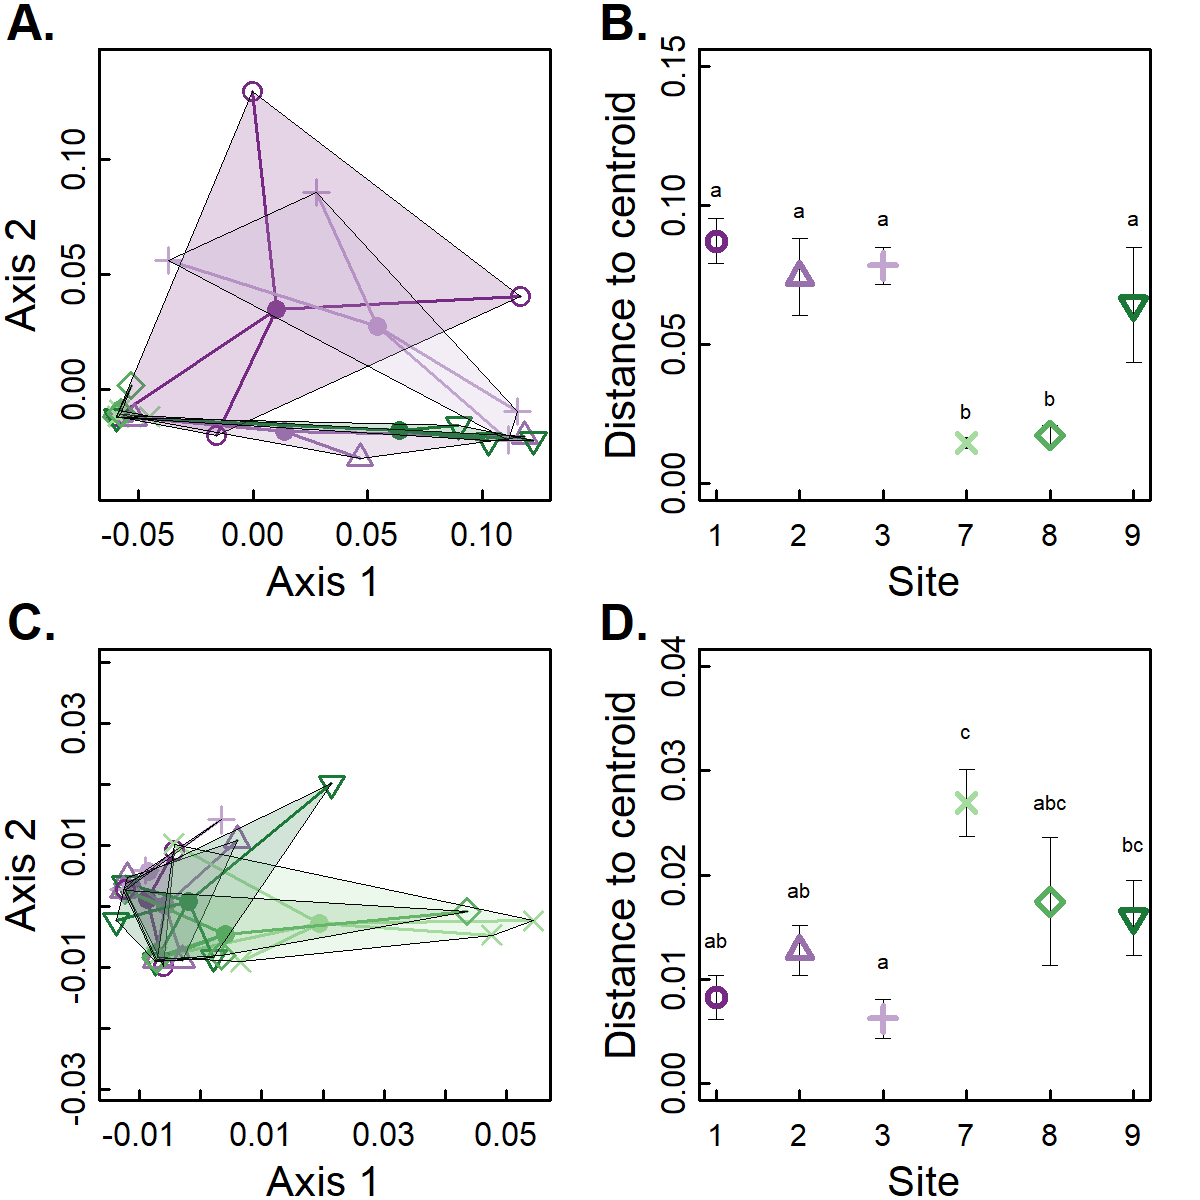 A.
Axis 2
0.10
0.05
0.00
-0.05 0.00 0.05 0.10
Axis 1
B.
Distance to centroid
0.15
0.10
0.05
0.00
a a a b b a
1 2 3 7 8 9
Site
C.
Axis 2
0.03
0.01
-0.01
-0.03
-0.01 0.01 0.03 0.05
Axis 1
D.
Distance to centroid
0.04
0.03
0.02
0.01
0.00
ab ab a c abc bc
1 2 3 7 8 9
Site